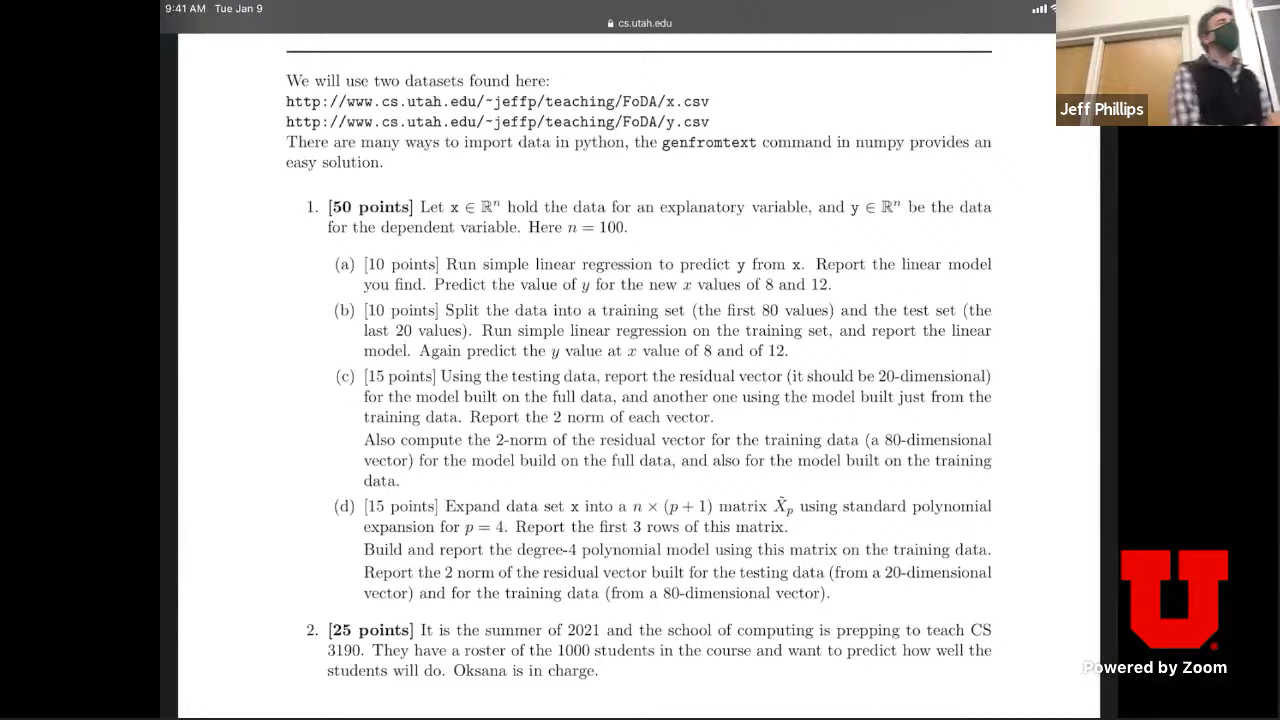 9:41 AM Tue Jan 9
cs.utah.edu
Jeff Phillips
We will use two datasets found here:
http://www.cs.utah.edu/~jeffp/teaching/FoDA/x.csv
http://www.cs.utah.edu/~jeffp/teaching/FoDA/y.csv
There are many ways to import data in python, the genfromtext command in numpy provides an
easy solution.
1. [50 points] Let x ∈ ℝⁿ hold the data for an explanatory variable, and y ∈ ℝⁿ be the data
for the dependent variable. Here n = 100.
(a) [10 points] Run simple linear regression to predict y from x. Report the linear model
you find. Predict the value of y for the new x values of 8 and 12.
(b) [10 points] Split the data into a training set (the first 80 values) and the test set (the
last 20 values). Run simple linear regression on the training set, and report the linear
model. Again predict the y value at x value of 8 and of 12.
(c) [15 points] Using the testing data, report the residual vector (it should be 20-dimensional)
for the model built on the full data, and another one using the model built just from the
training data. Report the 2 norm of each vector.
Also compute the 2-norm of the residual vector for the training data (a 80-dimensional
vector) for the model build on the full data, and also for the model built on the training
data.
(d) [15 points] Expand data set x into a n × (p + 1) matrix X̃ₚ using standard polynomial
expansion for p = 4. Report the first 3 rows of this matrix.
Build and report the degree-4 polynomial model using this matrix on the training data.
Report the 2 norm of the residual vector built for the testing data (from a 20-dimensional
vector) and for the training data (from a 80-dimensional vector).
2. [25 points] It is the summer of 2021 and the school of computing is prepping to teach CS
3190. They have a roster of the 1000 students in the course and want to predict how well the
students will do. Oksana is in charge.
U
Powered by Zoom